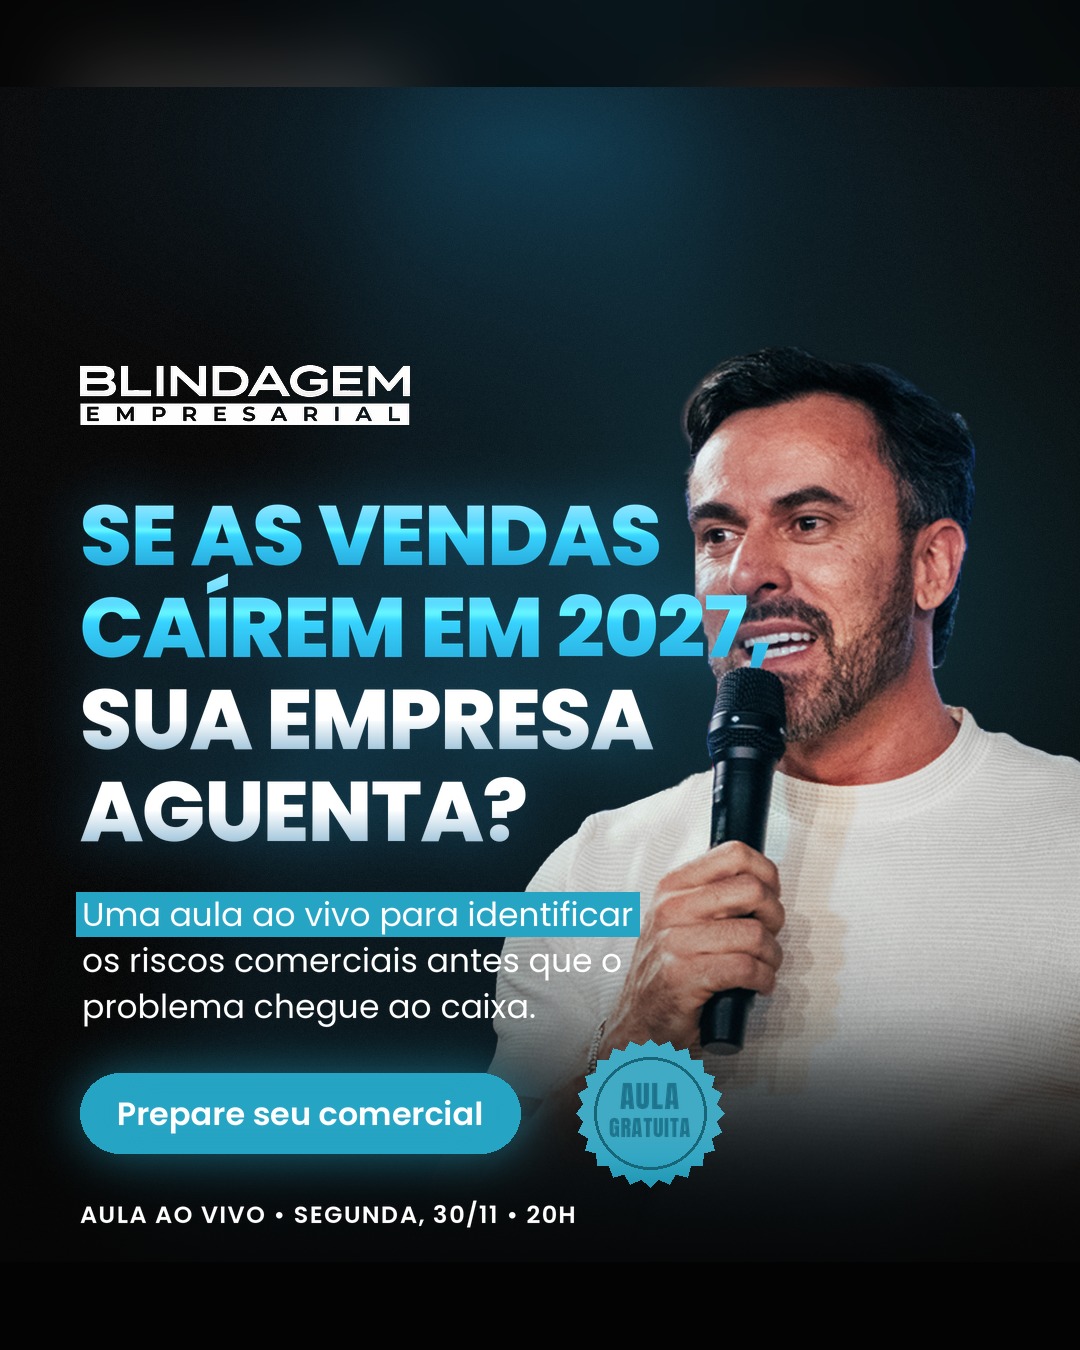 BLINDAGEM
EMPRESARIAL
SE AS VENDAS
CAÍREM EM 2027,
SUA EMPRESA
AGUENTA?
Uma aula ao vivo para identificar
os riscos comerciais antes que o
problema chegue ao caixa.
Prepare seu comercial
AULA
GRATUITA
AULA AO VIVO • SEGUNDA, 30/11 • 20H